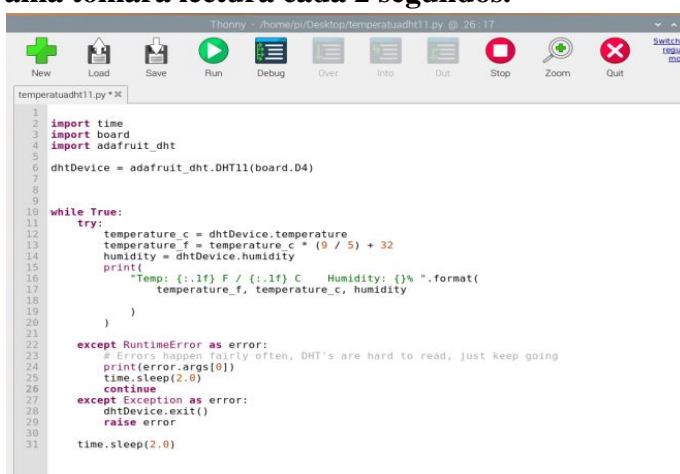 lectura cada 2 segundos.
Thonny - /home/pi/Desktop/temperatuadht11.py @ 26 : 17
New Load Save Run Debug Over Into Out Stop Zoom Quit
Switch
temperatuadht11.py *
1
2 import time
3 import board
4 import adafruit_dht
5
6 dhtDevice = adafruit_dht.DHT11(board.D4)
7
8
9
10 while True:
11     try:
12         temperature_c = dhtDevice.temperature
13         temperature_f = temperature_c * (9 / 5) + 32
14         humidity = dhtDevice.humidity
15         print(
16             "Temp: {:.1f} F / {:.1f} C    Humidity: {}% ".format(
17                 temperature_f, temperature_c, humidity
18
19             )
20         )
21
22     except RuntimeError as error:
23         # Errors happen fairly often, DHT's are hard to read, just keep going
24         print(error.args[0])
25         time.sleep(2.0)
26         continue
27     except Exception as error:
28         dhtDevice.exit()
29         raise error
30
31     time.sleep(2.0)